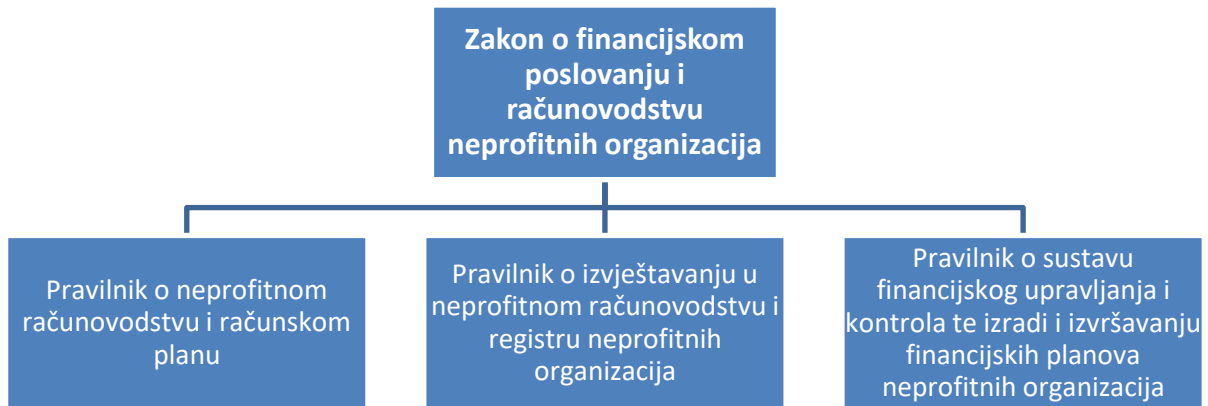 Zakon o financijskom
poslovanju i
računovodstvu
neprofitnih organizacija
Pravilnik o neprofitnom
računovodstvu i računskom
planu
Pravilnik o izvještavanju u
neprofitnom računovodstvu i
registru neprofitnih
organizacija
Pravilnik o sustavu
financijskog upravljanja i
kontrola te izradi i izvršavanju
financijskih planova
neprofitnih organizacija